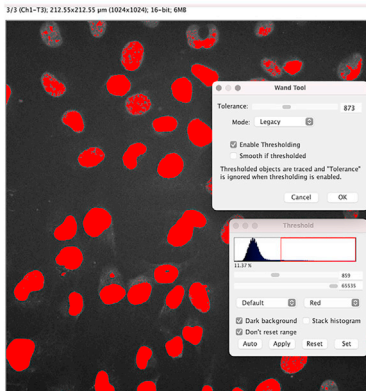 3/3 (Ch1-T3); 212.55x212.55 µm (1024x1024); 16-bit; 6MB
Wand Tool
Tolerance: 873
Mode: Legacy
Enable Thresholding
Smooth if thresholded
Thresholded objects are traced and "Tolerance"
is ignored when thresholding is enabled.
Cancel OK
Threshold
11.37 %
859
65535
Default Red
Dark background Stack histogram
Don't reset range
Auto Apply Reset Set